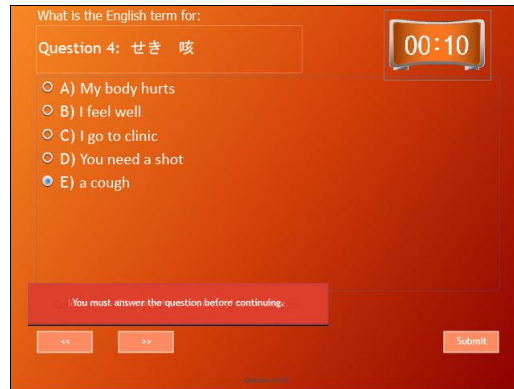 What is the English term for:
Question 4: せき 咳
00:10
A) My body hurts
B) I feel well
C) I go to clinic
D) You need a shot
E) a cough
You must answer the question before continuing.
<< >> Submit